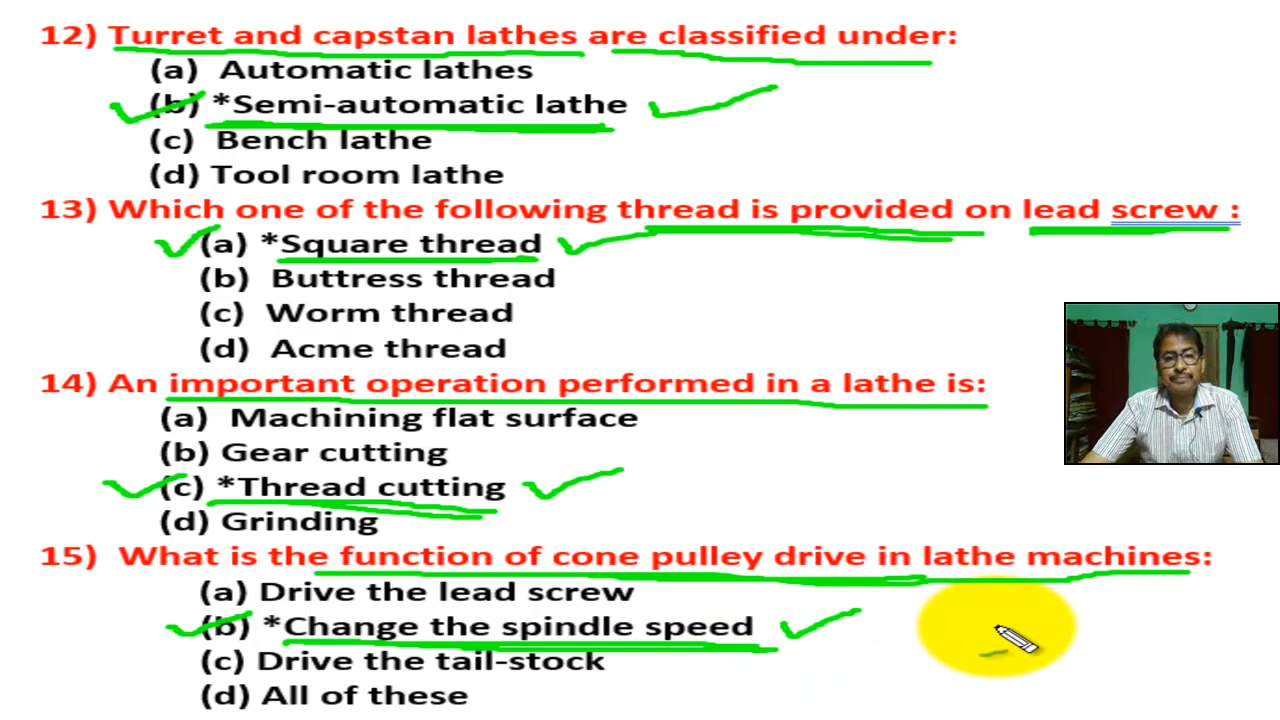 12) Turret and capstan lathes are classified under:
(a) Automatic lathes
(b) *Semi-automatic lathe
(c) Bench lathe
(d) Tool room lathe
13) Which one of the following thread is provided on lead screw :
(a) *Square thread
(b) Buttress thread
(c) Worm thread
(d) Acme thread
14) An important operation performed in a lathe is:
(a) Machining flat surface
(b) Gear cutting
(c) *Thread cutting
(d) Grinding
15) What is the function of cone pulley drive in lathe machines:
(a) Drive the lead screw
(b) *Change the spindle speed
(c) Drive the tail-stock
(d) All of these